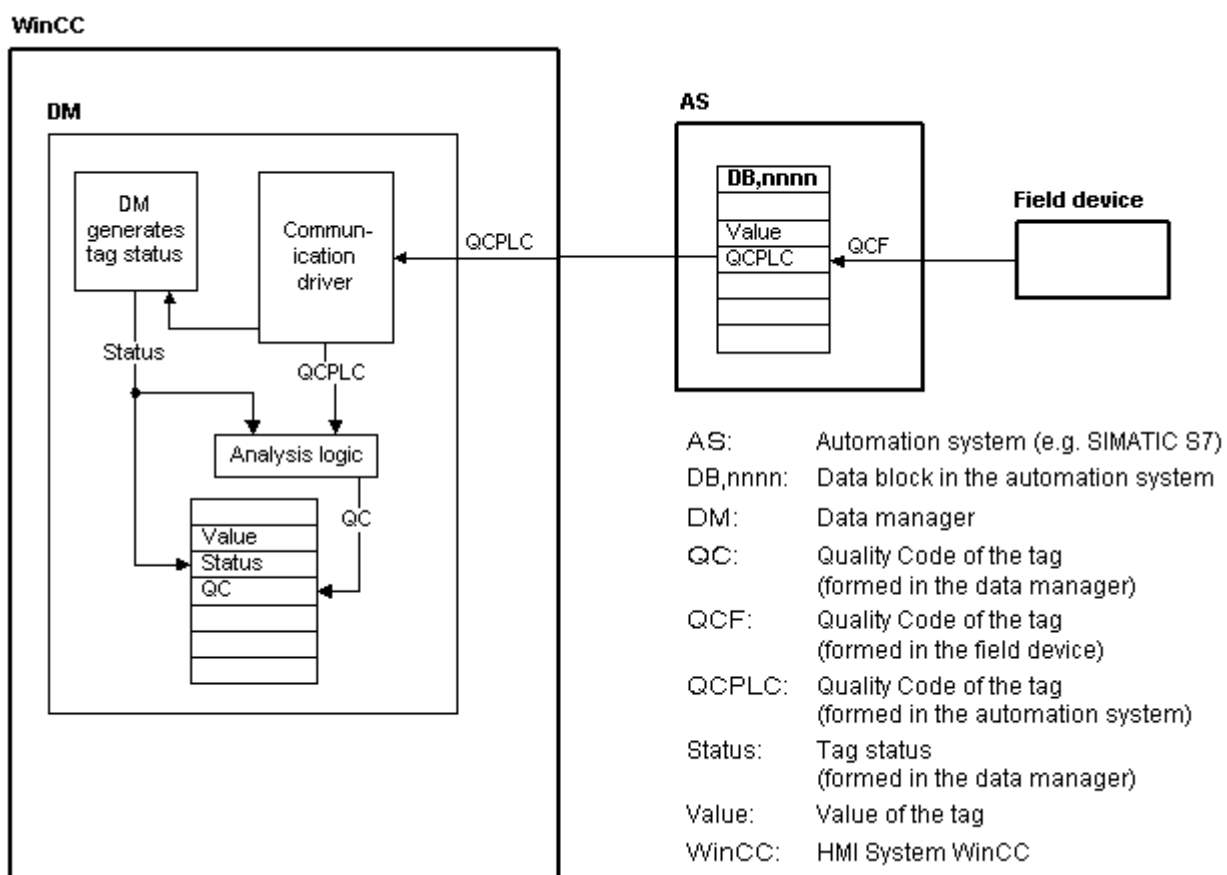 WinCC
DM
DM
generates
tag status
Commun-
ication
driver
QCPLC
Status
QCPLC
Analysis logic
QC
Value
Status
QC
AS
DB,nnnn
Value
QCPLC
QCF
Field device
AS: Automation system (e.g. SIMATIC S7)
DB,nnnn: Data block in the automation system
DM: Data manager
QC: Quality Code of the tag
(formed in the data manager)
QCF: Quality Code of the tag
(formed in the field device)
QCPLC: Quality Code of the tag
(formed in the automation system)
Status: Tag status
(formed in the data manager)
Value: Value of the tag
WinCC: HMI System WinCC